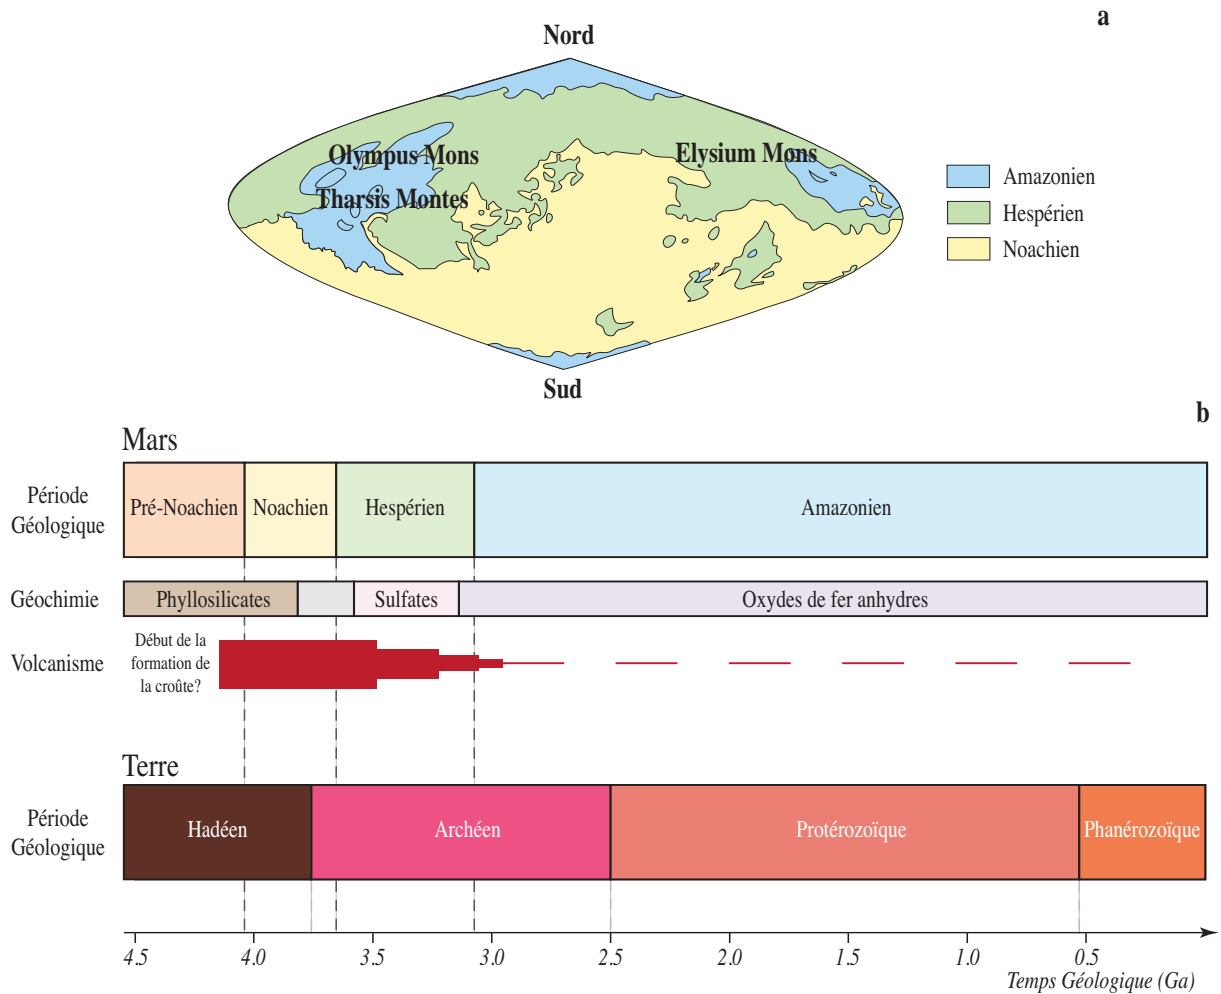 a
Nord
Olympus Mons
Elysium Mons
Tharsis Montes
Amazonien
Hespérien
Noachien
Sud
b
Mars
Période
Géologique
Pré-Noachien
Noachien
Hespérien
Amazonien
Géochimie
Phyllosilicates
Sulfates
Oxydes de fer anhydres
Volcanisme
Début de la
formation de
la croûte?
Terre
Période
Géologique
Hadéen
Archéen
Protérozoïque
Phanérozoïque
4.5 4.0 3.5 3.0 2.5 2.0 1.5 1.0 0.5
Temps Géologique (Ga)